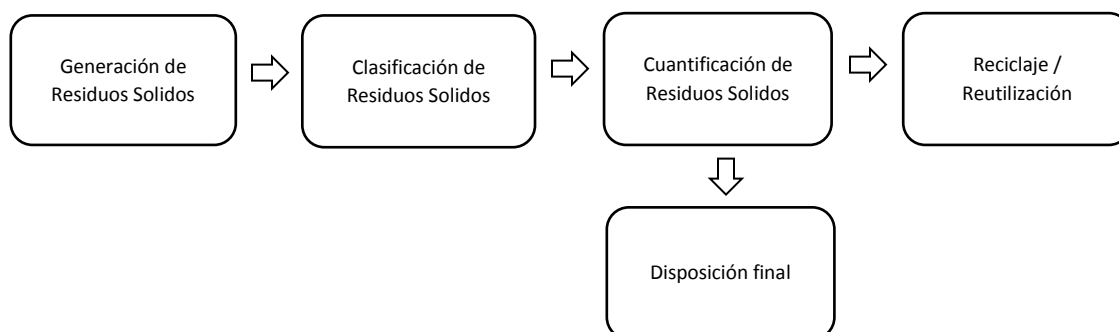 Generación de
Residuos Solidos
Clasificación de
Residuos Solidos
Cuantificación de
Residuos Solidos
Reciclaje /
Reutilización
Disposición final